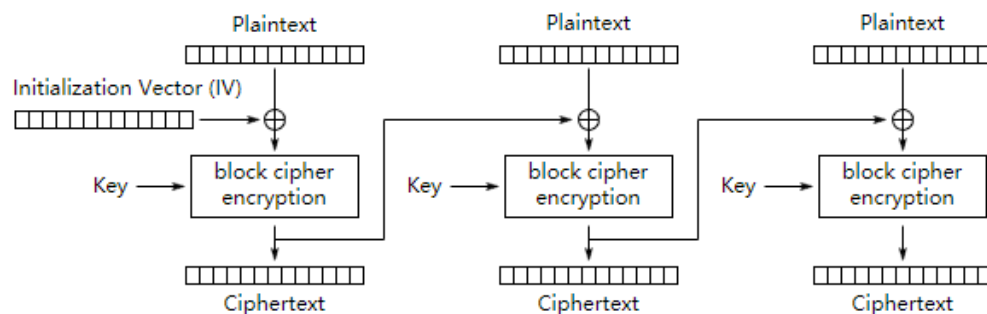 Plaintext
Plaintext
Plaintext
Initialization Vector (IV)
Key
block cipher
encryption
Key
block cipher
encryption
Key
block cipher
encryption
Ciphertext
Ciphertext
Ciphertext